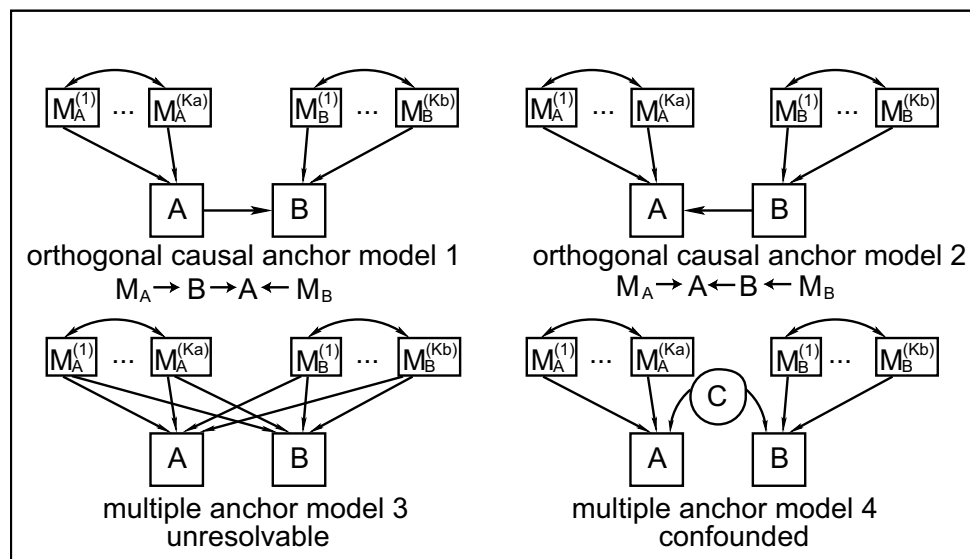 M_A^(1) ... M_A^(Ka) M_B^(1) ... M_B^(Kb)
A B
orthogonal causal anchor model 1
M_A → B → A ← M_B
M_A^(1) ... M_A^(Ka) M_B^(1) ... M_B^(Kb)
A B
orthogonal causal anchor model 2
M_A → A ← B ← M_B
M_A^(1) ... M_A^(Ka) M_B^(1) ... M_B^(Kb)
A B
multiple anchor model 3
unresolvable
M_A^(1) ... M_A^(Ka) M_B^(1) ... M_B^(Kb)
C
A B
multiple anchor model 4
confounded